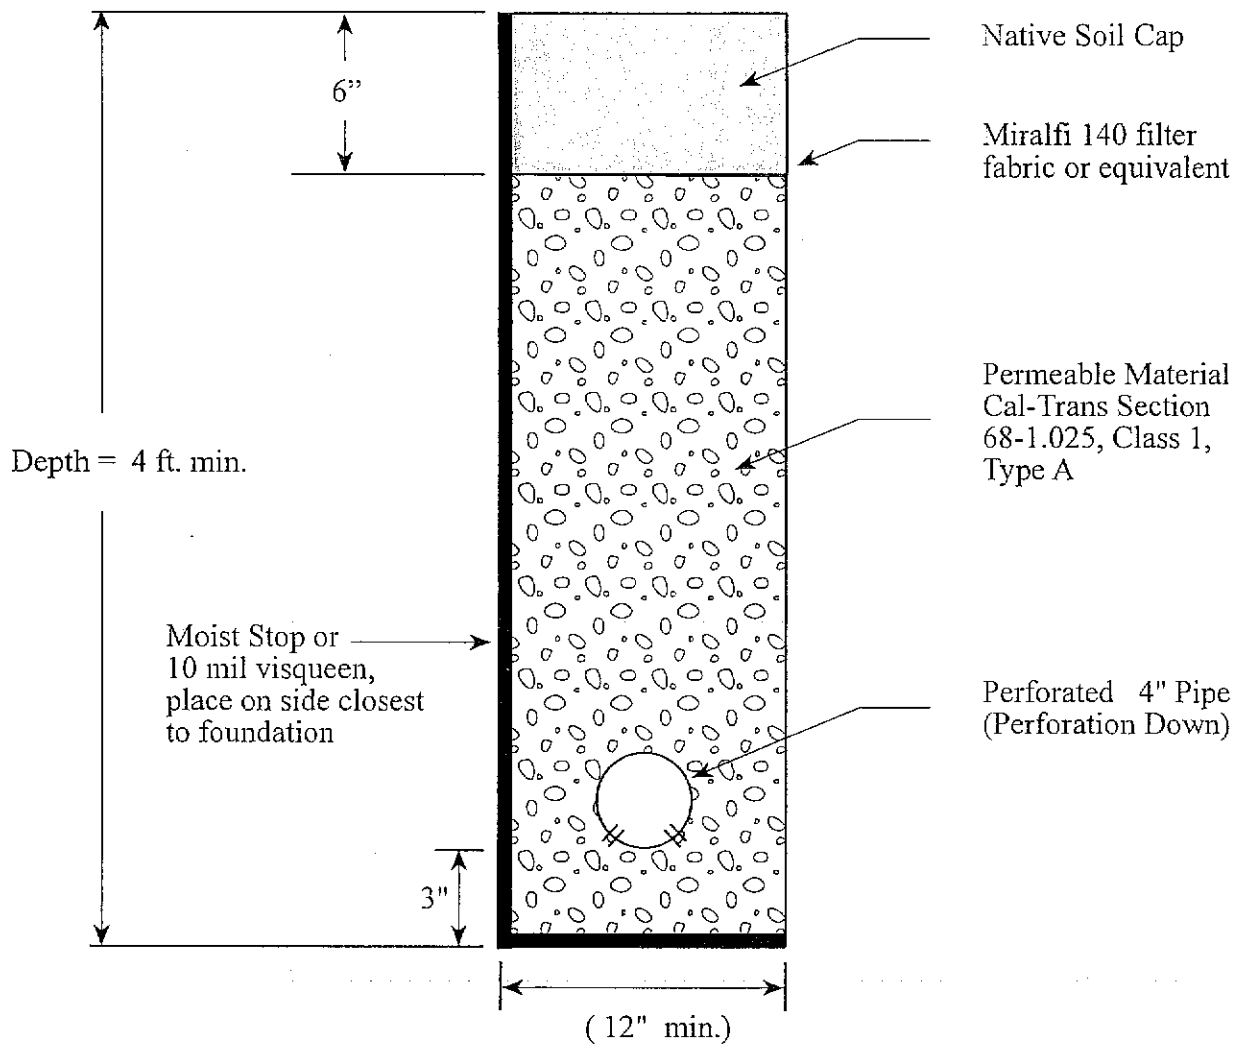 Native Soil Cap
6”
Miralfi 140 filter
fabric or equivalent
Permeable Material
Cal-Trans Section
68-1.025, Class 1,
Type A
Depth = 4 ft. min.
Moist Stop or
10 mil visqueen,
place on side closest
to foundation
Perforated 4" Pipe
(Perforation Down)
3"
( 12" min.)